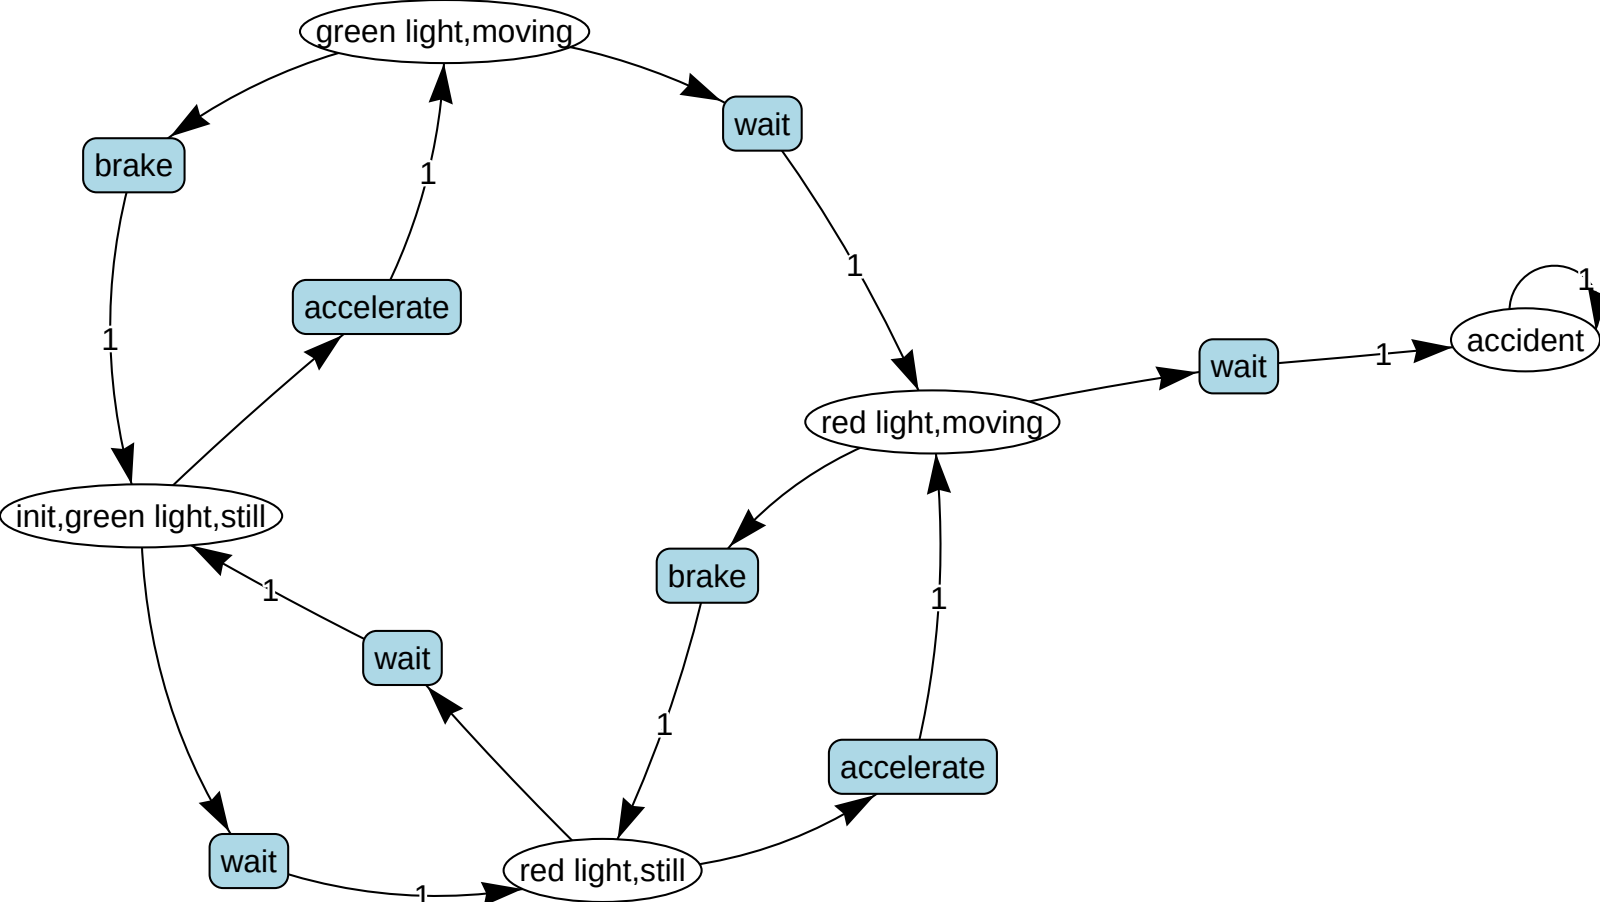 green light,moving
wait
brake
1
1
accelerate
1
1
accident
1
wait
1
red light,moving
init,green light,still
brake
1
1
wait
1
accelerate
wait
red light,still
1